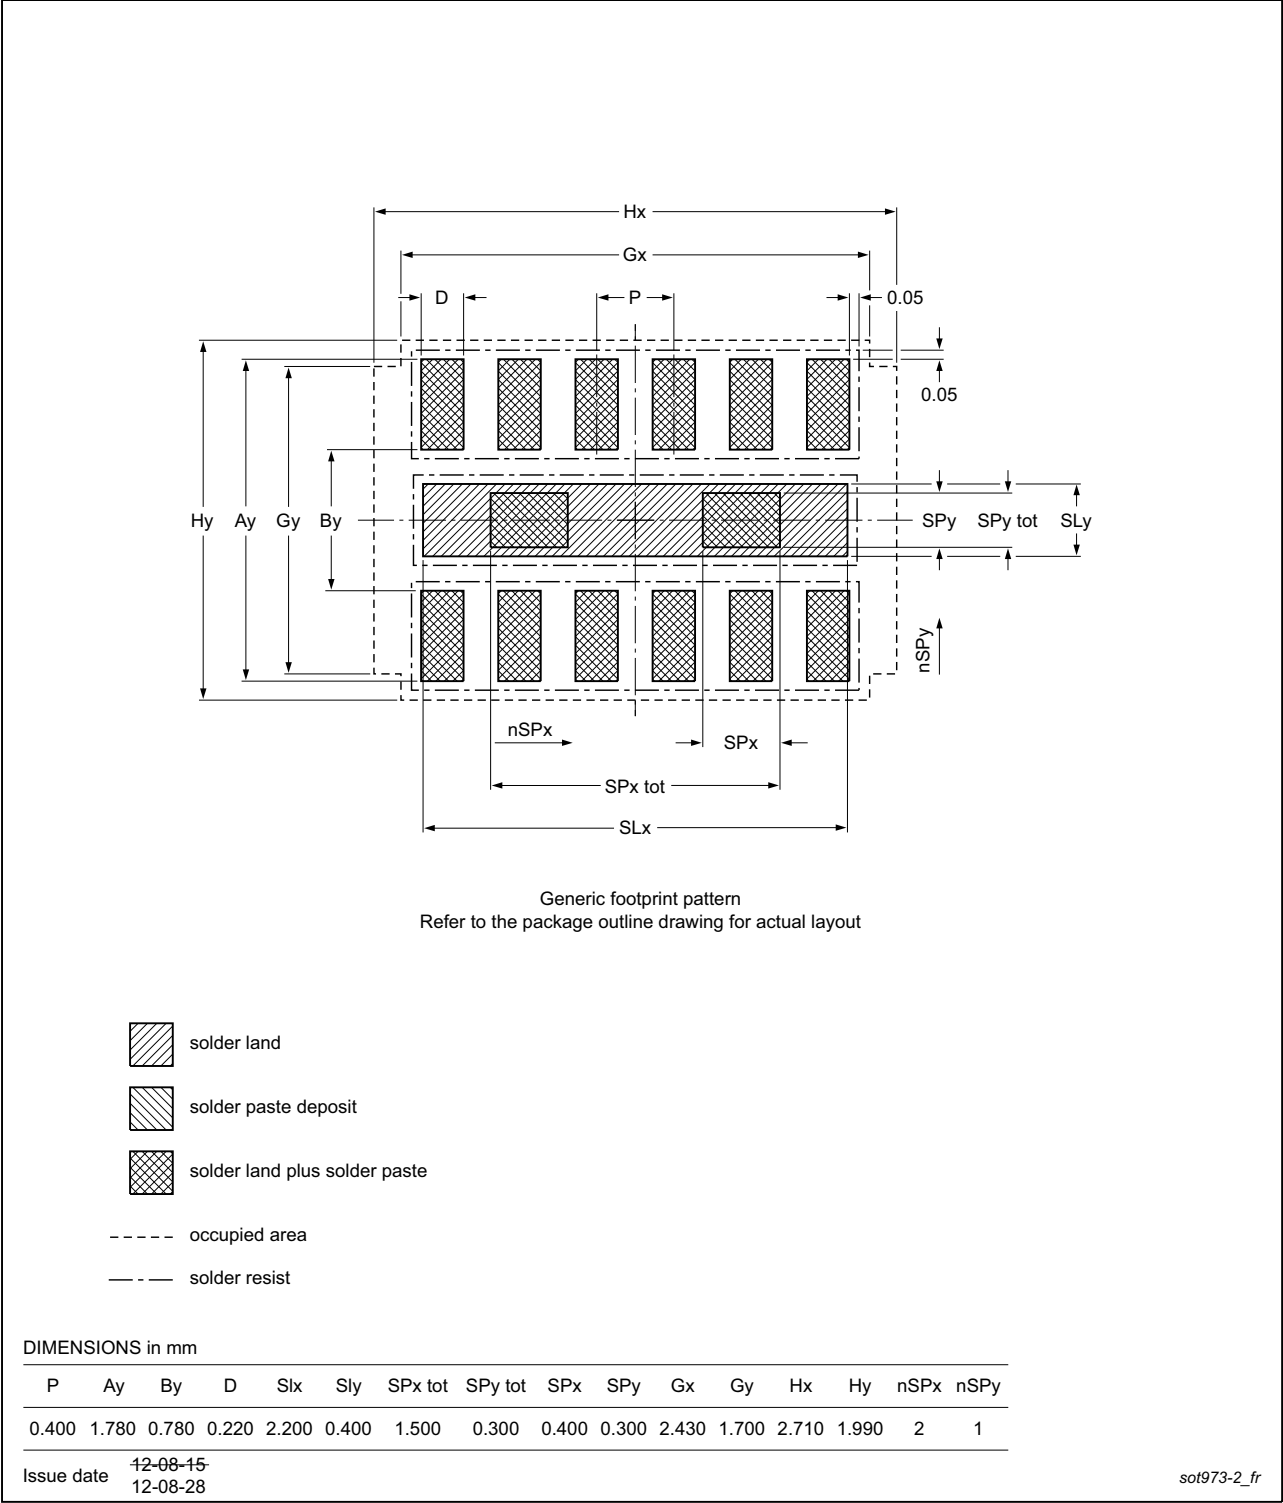 Hx
Gx
D P 0.05
0.05
Hy Ay Gy By SPy SPy tot SLy
nSPy
nSPx SPx
SPx tot
SLx
Generic footprint pattern
Refer to the package outline drawing for actual layout
solder land
solder paste deposit
solder land plus solder paste
occupied area
solder resist
DIMENSIONS in mm
P Ay By D Slx Sly SPx tot SPy tot SPx SPy Gx Gy Hx Hy nSPx nSPy
0.400 1.780 0.780 0.220 2.200 0.400 1.500 0.300 0.400 0.300 2.430 1.700 2.710 1.990 2 1
Issue date 12-08-15
12-08-28
sot973-2_fr